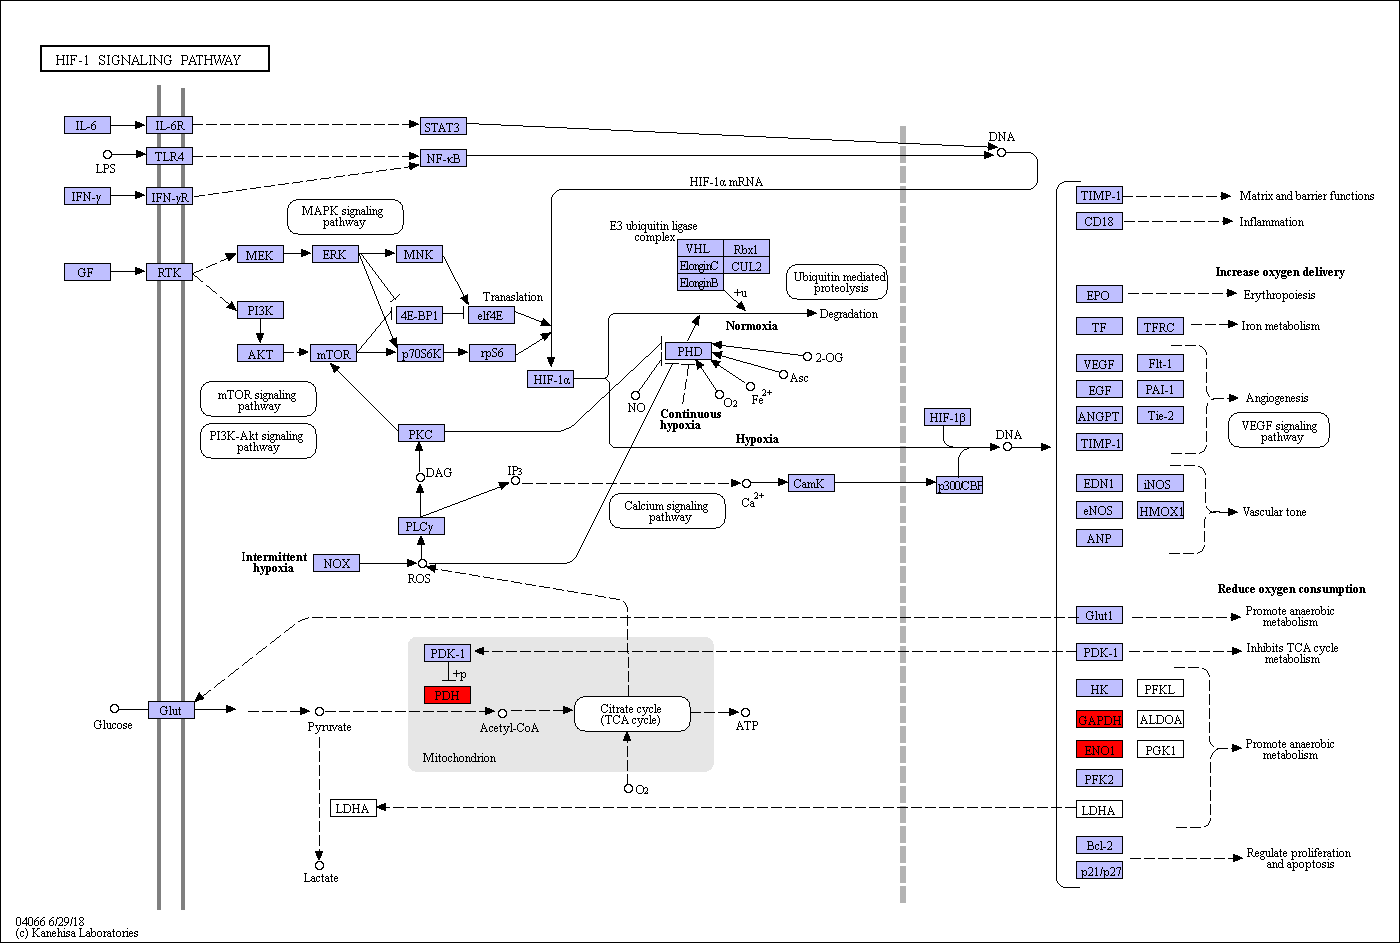 HIF-1 SIGNALING PATHWAY
IL-6
IL-6R
STAT3
DNA
LPS
TLR4
NF-κB
HIF-1α mRNA
IFN-γ
IFN-γR
MAPK signaling
pathway
E3 ubiquitin ligase
complex
VHL
Rbx1
ElonginC
CUL2
ElonginB
+u
Ubiquitin mediated
proteolysis
GF
RTK
MEK
ERK
MNK
Translation
PI3K
4E-BP1
eIf4E
Normoxia
Degradation
AKT
mTOR
p70S6K
rpS6
HIF-1α
PHD
2-OG
Asc
Fe2+
O2
NO
Continuous
hypoxia
mTOR signaling
pathway
PI3K-Akt signaling
pathway
PKC
Hypoxia
HIF-1β
DNA
DAG
IP3
Ca2+
CamK
p300/CBP
Calcium signaling
pathway
PLCγ
Intermittent
hypoxia
NOX
ROS
TIMP-1
Matrix and barrier functions
CD18
Inflammation
Increase oxygen delivery
EPO
Erythropoiesis
TF
TFRC
Iron metabolism
VEGF
Flt-1
EGF
PAI-1
Angiogenesis
ANGPT
Tie-2
VEGF signaling
pathway
TIMP-1
EDN1
iNOS
eNOS
HMOX1
Vascular tone
ANP
Reduce oxygen consumption
Glut1
Promote anaerobic
metabolism
PDK-1
Inhibits TCA cycle
metabolism
HK
PFKL
GAPDH
ALDOA
ENO1
PGK1
Promote anaerobic
metabolism
PFK2
LDHA
Bcl-2
p21/p27
Regulate proliferation
and apoptosis
PDK-1
+p
PDH
Glucose
Glut
Pyruvate
Acetyl-CoA
Citrate cycle
(TCA cycle)
ATP
Mitochondrion
O2
LDHA
Lactate
04066 6/29/18
(c) Kanehisa Laboratories